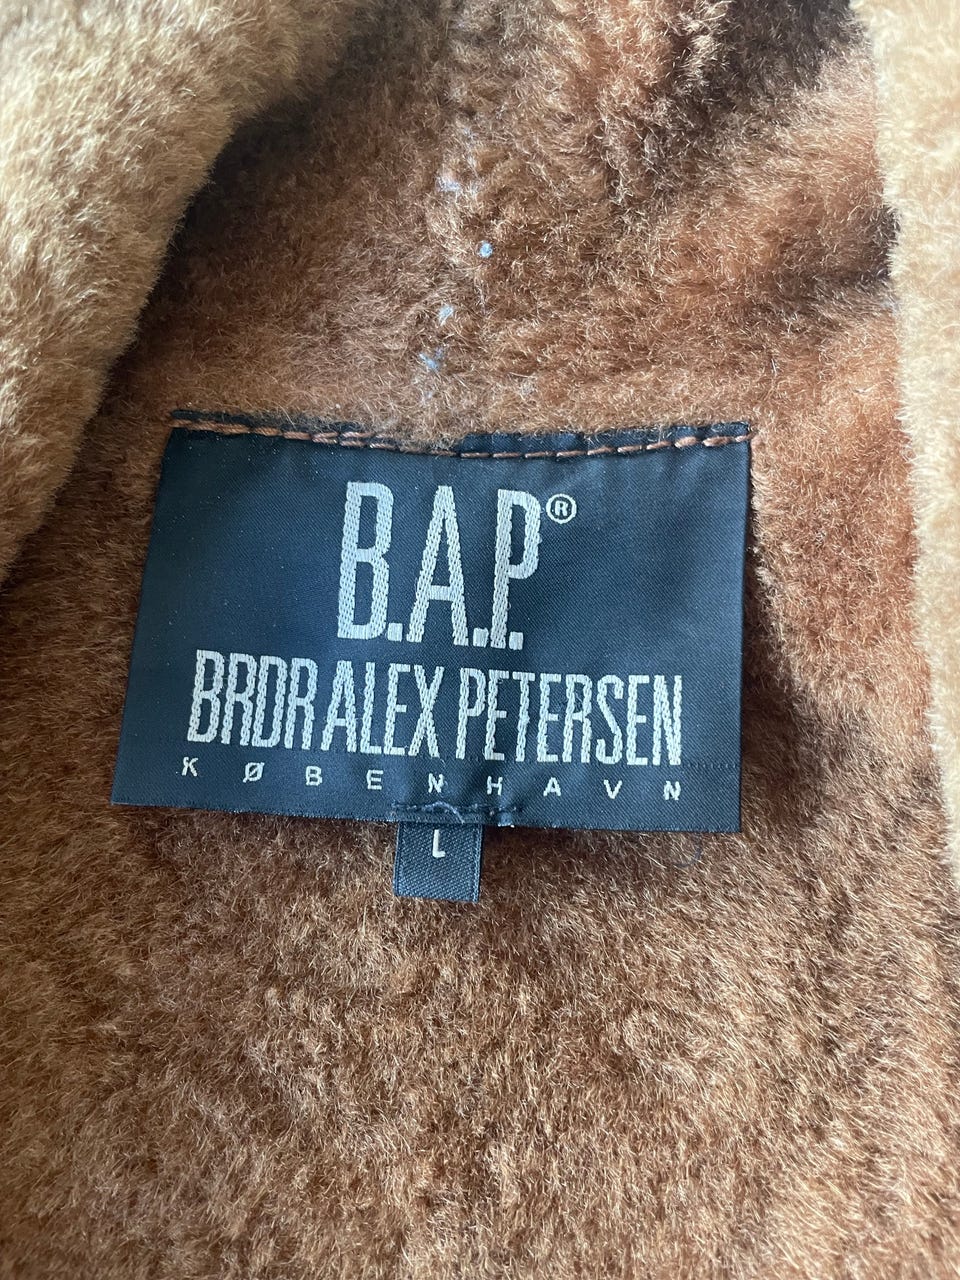 B.A.P.®
BRDR ALEX PETERSEN
KØBENHAVN
L